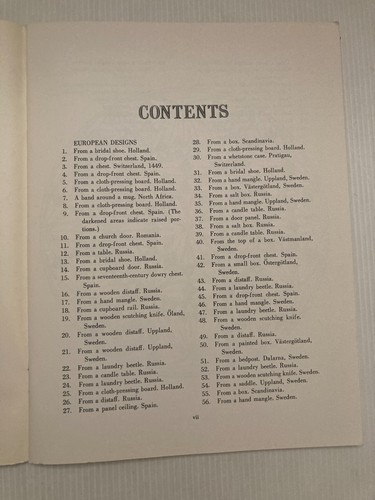 CONTENTS
EUROPEAN DESIGNS
1. From a bridal shoe. Holland.
2. From a drop-front chest. Spain.
3. From a chest. Switzerland, 1449.
4. From a drop-front chest. Spain.
5. From a cloth-pressing board. Holland.
6. From a cloth-pressing board. Holland.
7. A band around a mug. North Africa.
8. From a cloth-pressing board. Holland.
9. From a drop-front chest. Spain. (The
darkened areas indicate raised por-
tions.)
10. From a church door. Romania.
11. From a drop-front chest. Spain.
12. From a table. Russia.
13. From a bridal shoe. Holland.
14. From a cupboard door. Russia.
15. From a seventeenth-century dowry chest.
Spain.
16. From a wooden distaff. Russia.
17. From a hand mangle. Sweden.
18. From a cupboard rail. Russia.
19. From a wooden scutching knife. Öland,
Sweden.
20. From a wooden distaff. Uppland,
Sweden.
21. From a wooden distaff. Uppland,
Sweden.
22. From a laundry beetle. Russia.
23. From a candle table. Russia.
24. From a laundry beetle. Russia.
25. From a cloth-pressing board. Holland.
26. From a distaff. Russia.
27. From a panel ceiling. Spain.
28. From a box. Scandinavia.
29. From a cloth-pressing board. Holland.
30. From a whetstone case. Pratigau,
Switzerland.
31. From a bridal shoe. Holland.
32. From a hand mangle. Uppland, Sweden.
33. From a box. Västergötland, Sweden.
34. From a salt box. Russia.
35. From a hand mangle. Uppland, Sweden.
36. From a candle table. Russia.
37. From a door panel. Russia.
38. From a salt box. Russia.
39. From a candle table. Russia.
40. From the top of a box. Västmanland,
Sweden.
41. From a drop-front chest. Spain.
42. From a small box. Östergötland,
Sweden.
43. From a distaff. Russia.
44. From a laundry beetle. Russia.
45. From a drop-front chest. Spain.
46. From a hand mangle. Sweden.
47. From a laundry beetle. Russia.
48. From a wooden scutching knife.
Sweden.
49. From a distaff. Russia.
50. From a painted box. Västergötland,
Sweden.
51. From a bedpost. Dalarna, Sweden.
52. From a laundry beetle. Russia.
53. From a wooden scutching knife. Sweden.
54. From a saddle. Uppland, Sweden.
55. From a box. Scandinavia.
56. From a hand mangle. Sweden.
vii